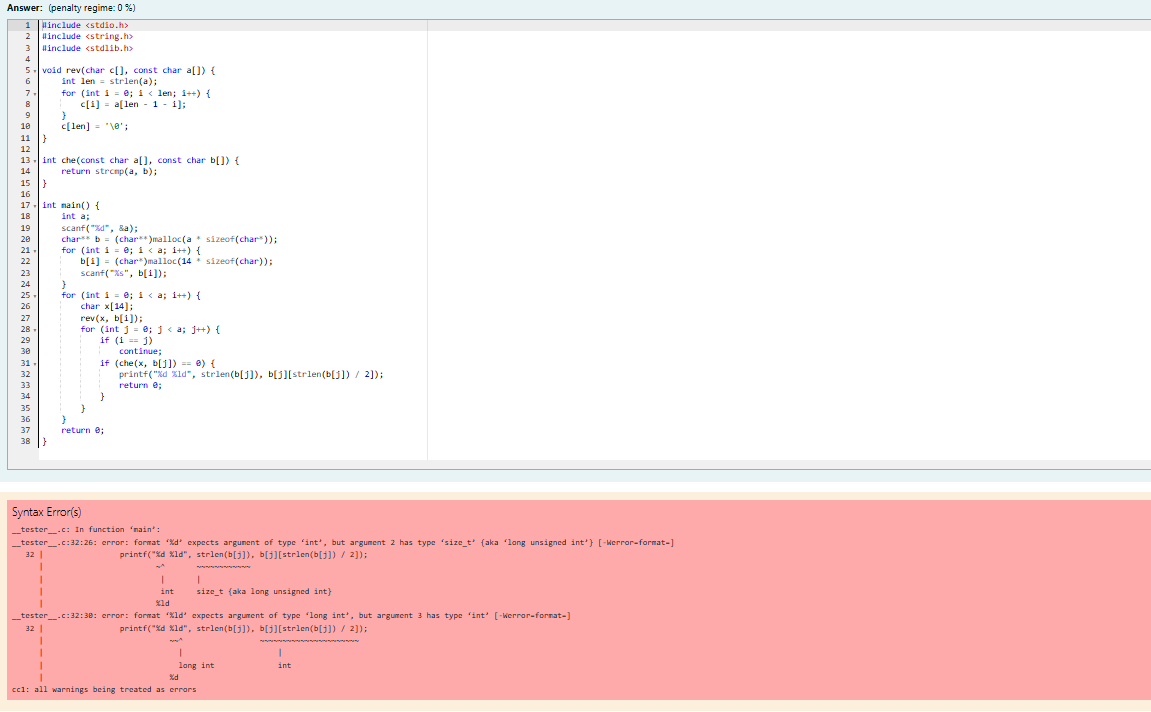 Answer: (penalty regime: 0 %)
1 #include <stdio.h>
2 #include <string.h>
3 #include <stdlib.h>
4
5 void rev(char c[], const char a[]) {
6 int len = strlen(a);
7 for (int i = 0; i < len; i++) {
8 c[i] = a[len - 1 - i];
9 }
10 c[len] = '\0';
11 }
12
13 int che(const char a[], const char b[]) {
14 return strcmp(a, b);
15 }
16
17 int main() {
18 int a;
19 scanf("%d", &a);
20 char** b = (char**)malloc(a * sizeof(char*));
21 for (int i = 0; i < a; i++) {
22 b[i] = (char*)malloc(14 * sizeof(char));
23 scanf("%s", b[i]);
24 }
25 for (int i = 0; i < a; i++) {
26 char x[14];
27 rev(x, b[i]);
28 for (int j = 0; j < a; j++) {
29 if (i == j)
30 continue;
31 if (che(x, b[j]) == 0) {
32 printf("%d %ld", strlen(b[j]), b[j][strlen(b[j]) / 2]);
33 return 0;
34 }
35 }
36 }
37 return 0;
38 }
Syntax Error(s)
__tester__.c: In function ‘main’:
__tester__.c:32:26: error: format ‘%d’ expects argument of type ‘int’, but argument 2 has type ‘size_t’ {aka ‘long unsigned int’} [-Werror=format=]
32 | printf("%d %ld", strlen(b[j]), b[j][strlen(b[j]) / 2]);
| ~^ ~~~~~~~~~~~~
| | |
| int size_t {aka long unsigned int}
| %ld
__tester__.c:32:30: error: format ‘%ld’ expects argument of type ‘long int’, but argument 3 has type ‘int’ [-Werror=format=]
32 | printf("%d %ld", strlen(b[j]), b[j][strlen(b[j]) / 2]);
| ~~^ ~~~~~~~~~~~~~~~~~~~~~~
| | |
| long int int
| %d
cc1: all warnings being treated as errors